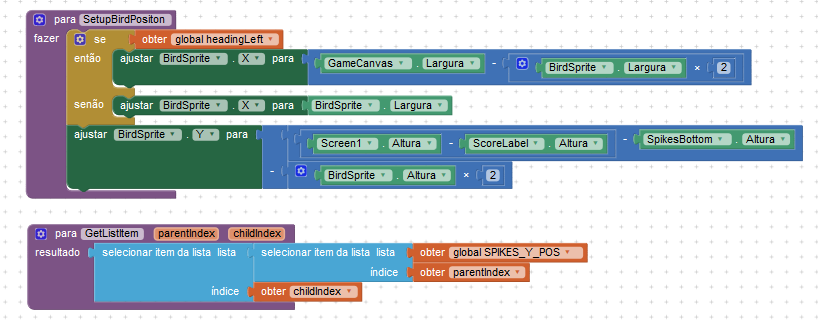 para SetupBirdPositon
fazer se obter global headingLeft
então ajustar BirdSprite . X para GameCanvas . Largura - BirdSprite . Largura × 2
senão ajustar BirdSprite . X para BirdSprite . Largura
ajustar BirdSprite . Y para Screen1 . Altura - ScoreLabel . Altura - SpikesBottom . Altura
- BirdSprite . Altura × 2
para GetListItem parentIndex childIndex
resultado selecionar item da lista lista selecionar item da lista lista obter global SPIKES_Y_POS
índice obter parentIndex
índice obter childIndex